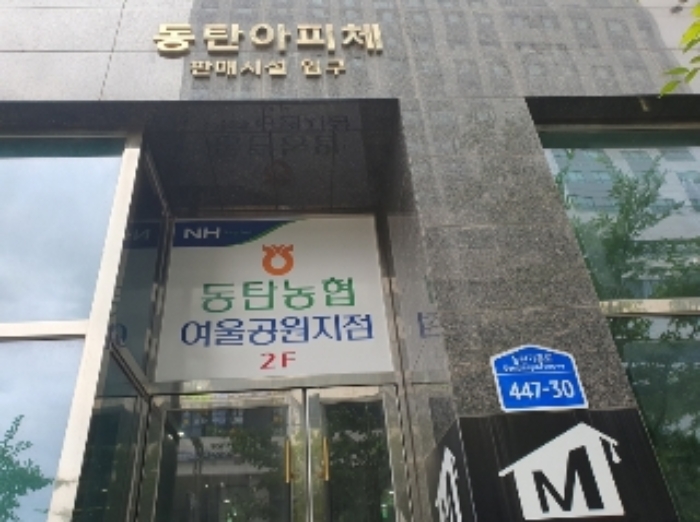 동탄아피체
판매시설 입구
NH
동탄농협
여울공원지점
2F
447-30
M